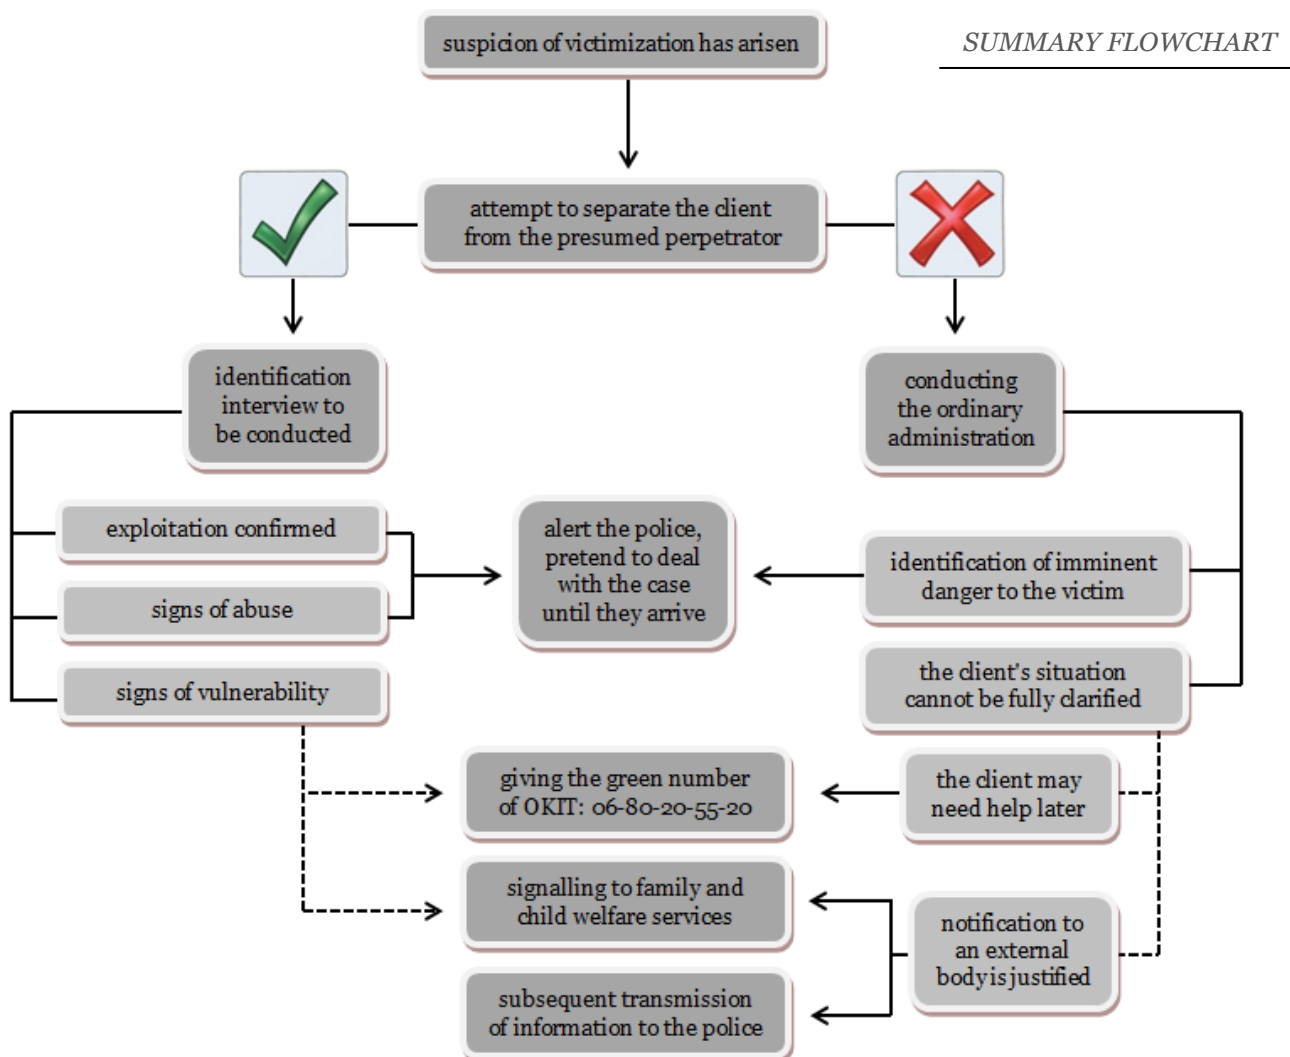 SUMMARY FLOWCHART
suspicion of victimization has arisen
attempt to separate the client
from the presumed perpetrator
identification
interview to
be conducted
conducting
the ordinary
administration
exploitation confirmed
signs of abuse
signs of vulnerability
alert the police,
pretend to deal
with the case
until they arrive
identification of imminent
danger to the victim
the client's situation
cannot be fully clarified
giving the green number
of OKIT: 06-80-20-55-20
the client may
need help later
signalling to family and
child welfare services
notification to
an external
body is justified
subsequent transmission
of information to the police